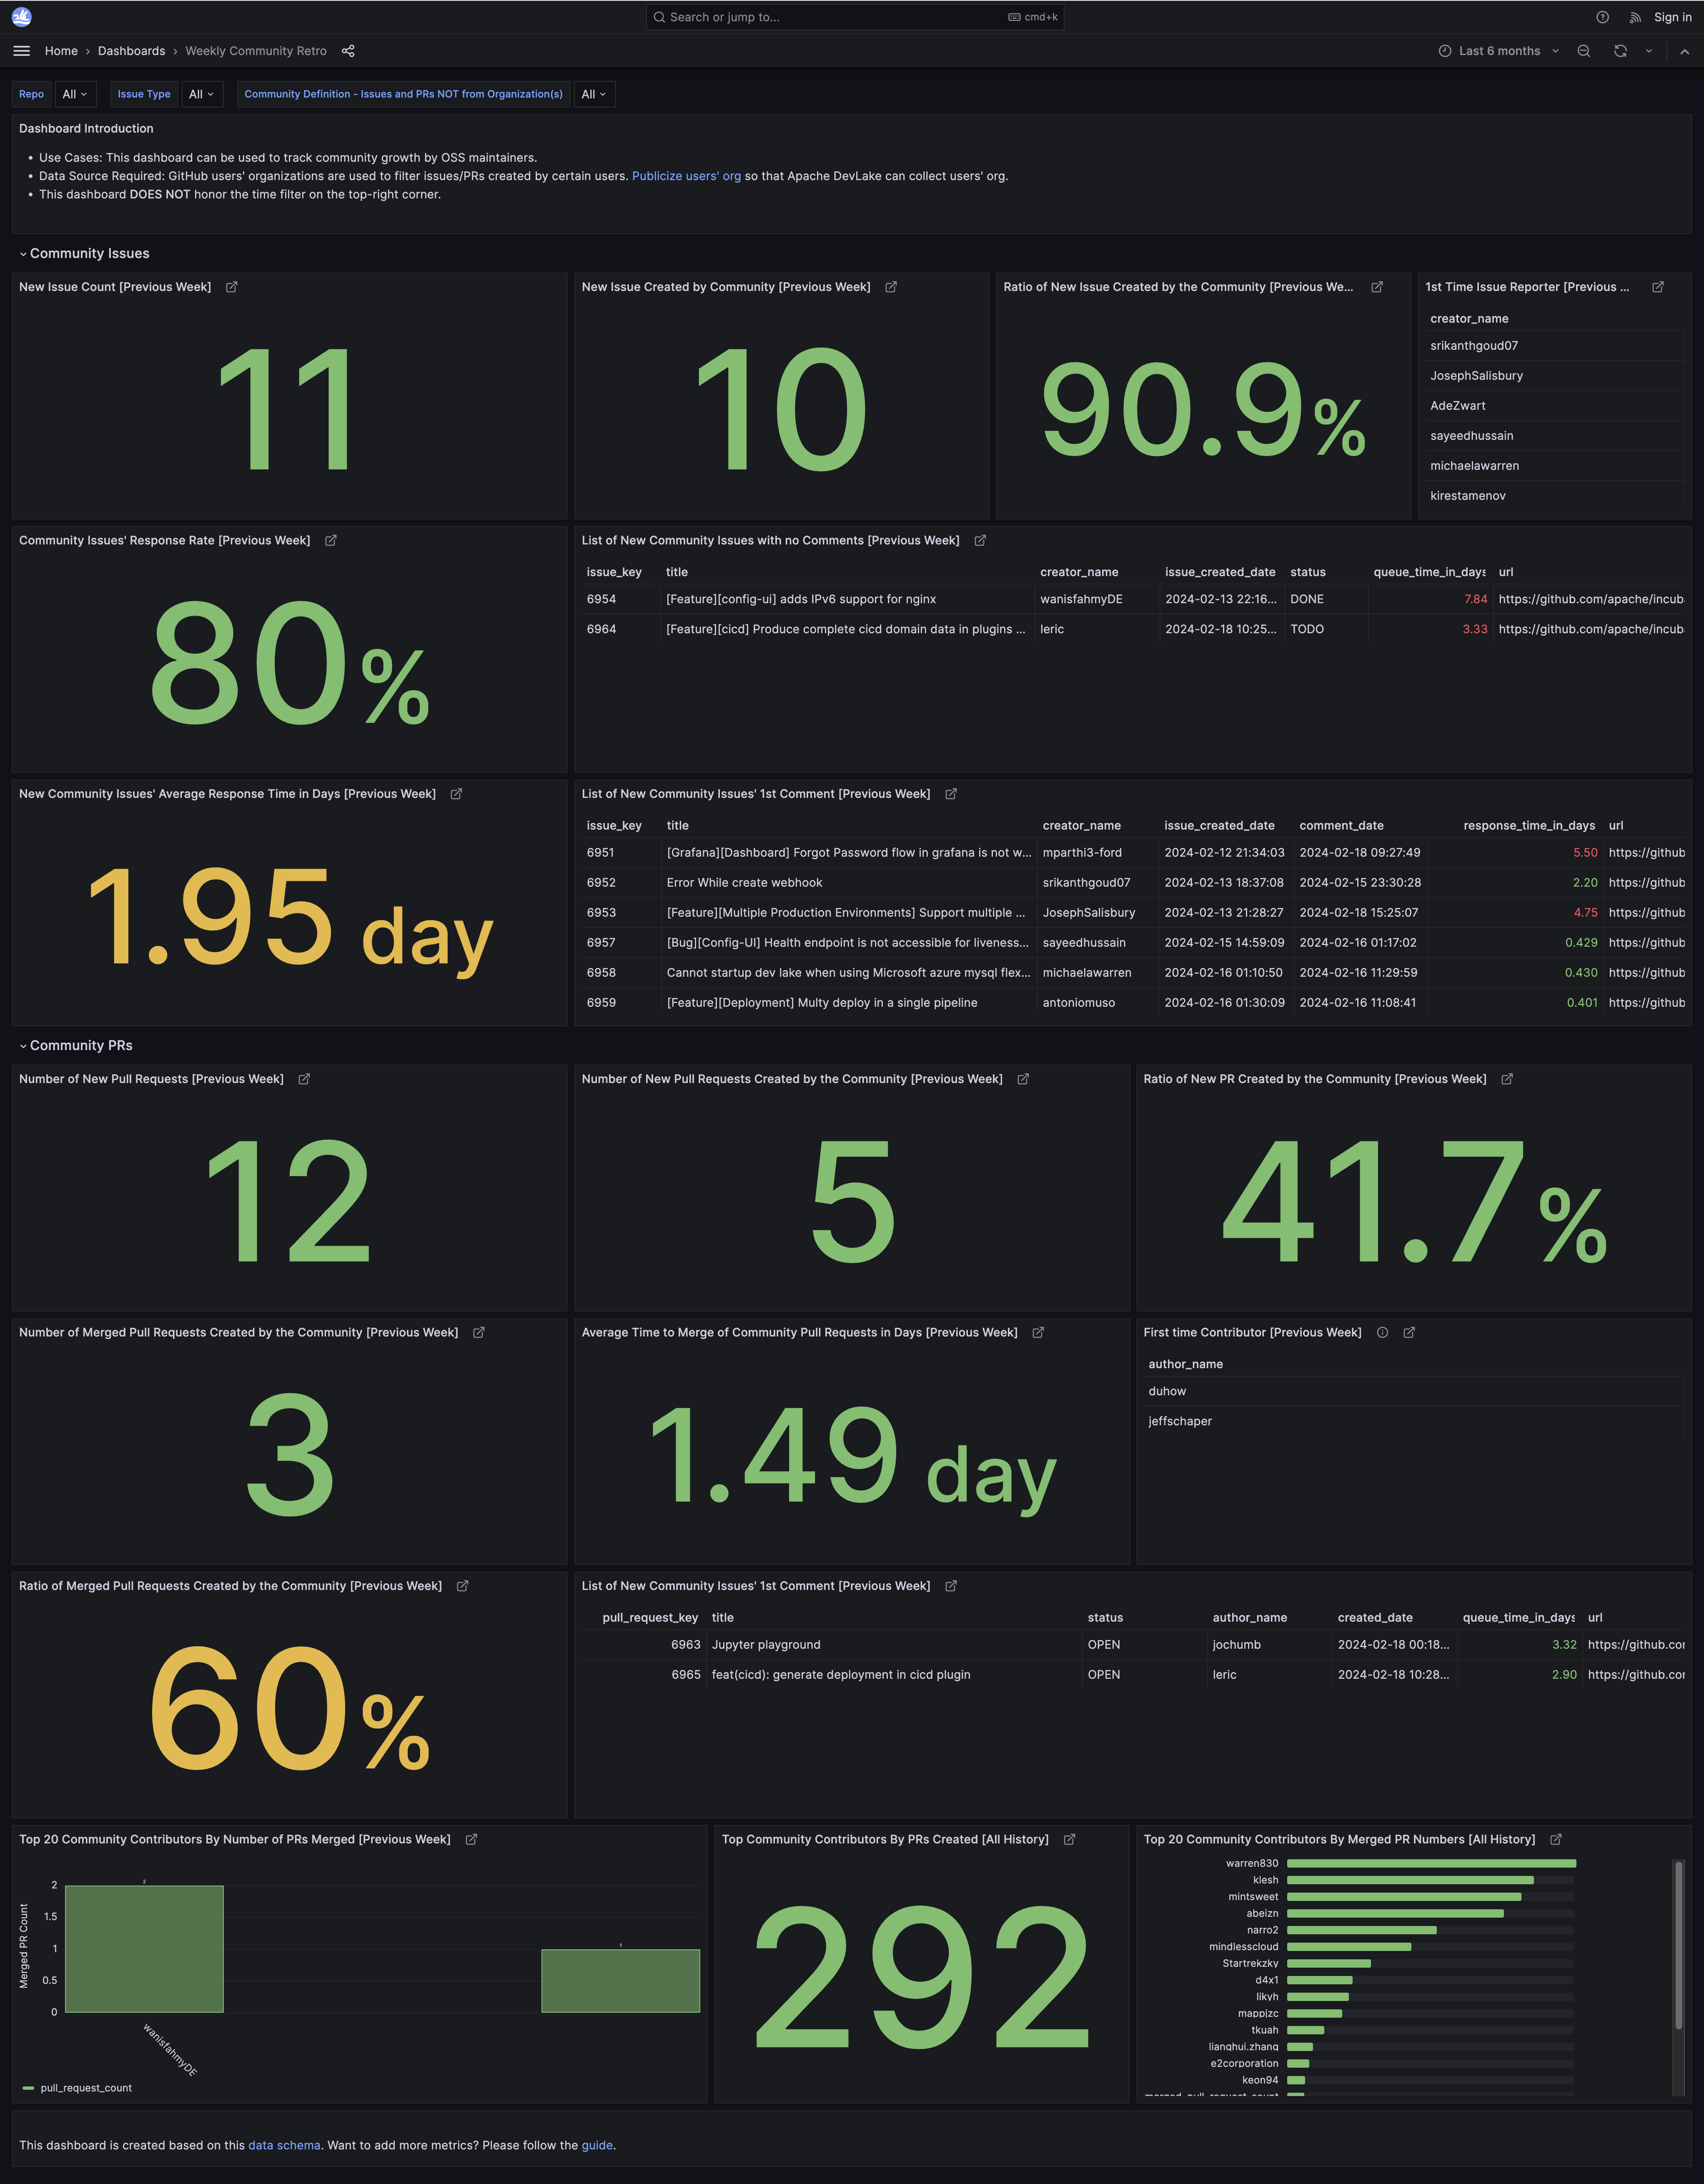 Search or jump to... cmd+k Sign in
Home › Dashboards › Weekly Community Retro Last 6 months
Repo All Issue Type All Community Definition - Issues and PRs NOT from Organization(s) All
Dashboard Introduction
• Use Cases: This dashboard can be used to track community growth by OSS maintainers.
• Data Source Required: GitHub users' organizations are used to filter issues/PRs created by certain users. Publicize users' org so that Apache DevLake can collect users' org.
• This dashboard DOES NOT honor the time filter on the top-right corner.
Community Issues
New Issue Count [Previous Week]
11
New Issue Created by Community [Previous Week]
10
Ratio of New Issue Created by the Community [Previous We...
90.9%
1st Time Issue Reporter [Previous ...
creator_name
srikanthgoud07
JosephSalisbury
AdeZwart
sayeedhussain
michaelawarren
kirestamenov
Community Issues' Response Rate [Previous Week]
80%
List of New Community Issues with no Comments [Previous Week]
issue_key title creator_name issue_created_date status queue_time_in_days url
6954 [Feature][config-ui] adds IPv6 support for nginx wanisfahmyDE 2024-02-13 22:16... DONE 7.84 https://github.com/apache/incub
6964 [Feature][cicd] Produce complete cicd domain data in plugins ... leric 2024-02-18 10:25... TODO 3.33 https://github.com/apache/incub
New Community Issues' Average Response Time in Days [Previous Week]
1.95 day
List of New Community Issues' 1st Comment [Previous Week]
issue_key title creator_name issue_created_date comment_date response_time_in_days url
6951 [Grafana][Dashboard] Forgot Password flow in grafana is not w... mparthi3-ford 2024-02-12 21:34:03 2024-02-18 09:27:49 5.50 https://github
6952 Error While create webhook srikanthgoud07 2024-02-13 18:37:08 2024-02-15 23:30:28 2.20 https://github
6953 [Feature][Multiple Production Environments] Support multiple ... JosephSalisbury 2024-02-13 21:28:27 2024-02-18 15:25:07 4.75 https://github
6957 [Bug][Config-UI] Health endpoint is not accessible for liveness... sayeedhussain 2024-02-15 14:59:09 2024-02-16 01:17:02 0.429 https://github
6958 Cannot startup dev lake when using Microsoft azure mysql flex... michaelawarren 2024-02-16 01:10:50 2024-02-16 11:29:59 0.430 https://github
6959 [Feature][Deployment] Multy deploy in a single pipeline antoniomuso 2024-02-16 01:30:09 2024-02-16 11:08:41 0.401 https://github
Community PRs
Number of New Pull Requests [Previous Week]
12
Number of New Pull Requests Created by the Community [Previous Week]
5
Ratio of New PR Created by the Community [Previous Week]
41.7%
Number of Merged Pull Requests Created by the Community [Previous Week]
3
Average Time to Merge of Community Pull Requests in Days [Previous Week]
1.49 day
First time Contributor [Previous Week]
author_name
duhow
jeffschaper
Ratio of Merged Pull Requests Created by the Community [Previous Week]
60%
List of New Community Issues' 1st Comment [Previous Week]
pull_request_key title status author_name created_date queue_time_in_days url
6963 Jupyter playground OPEN jochumb 2024-02-18 00:18... 3.32 https://github.com
6965 feat(cicd): generate deployment in cicd plugin OPEN leric 2024-02-18 10:28... 2.90 https://github.com
Top 20 Community Contributors By Number of PRs Merged [Previous Week]
Merged PR Count
2
1.5
1
0.5
0
2
1
wanisfahmyDE
pull_request_count
Top Community Contributors By PRs Created [All History]
292
Top 20 Community Contributors By Merged PR Numbers [All History]
warren830
klesh
mintsweet
abeizn
narro2
mindlesscloud
Startrekzky
d4x1
likyh
mappjzc
tkuah
lianghui.zhang
e2corporation
keon94
merged_pull_request_count
This dashboard is created based on this data schema. Want to add more metrics? Please follow the guide.